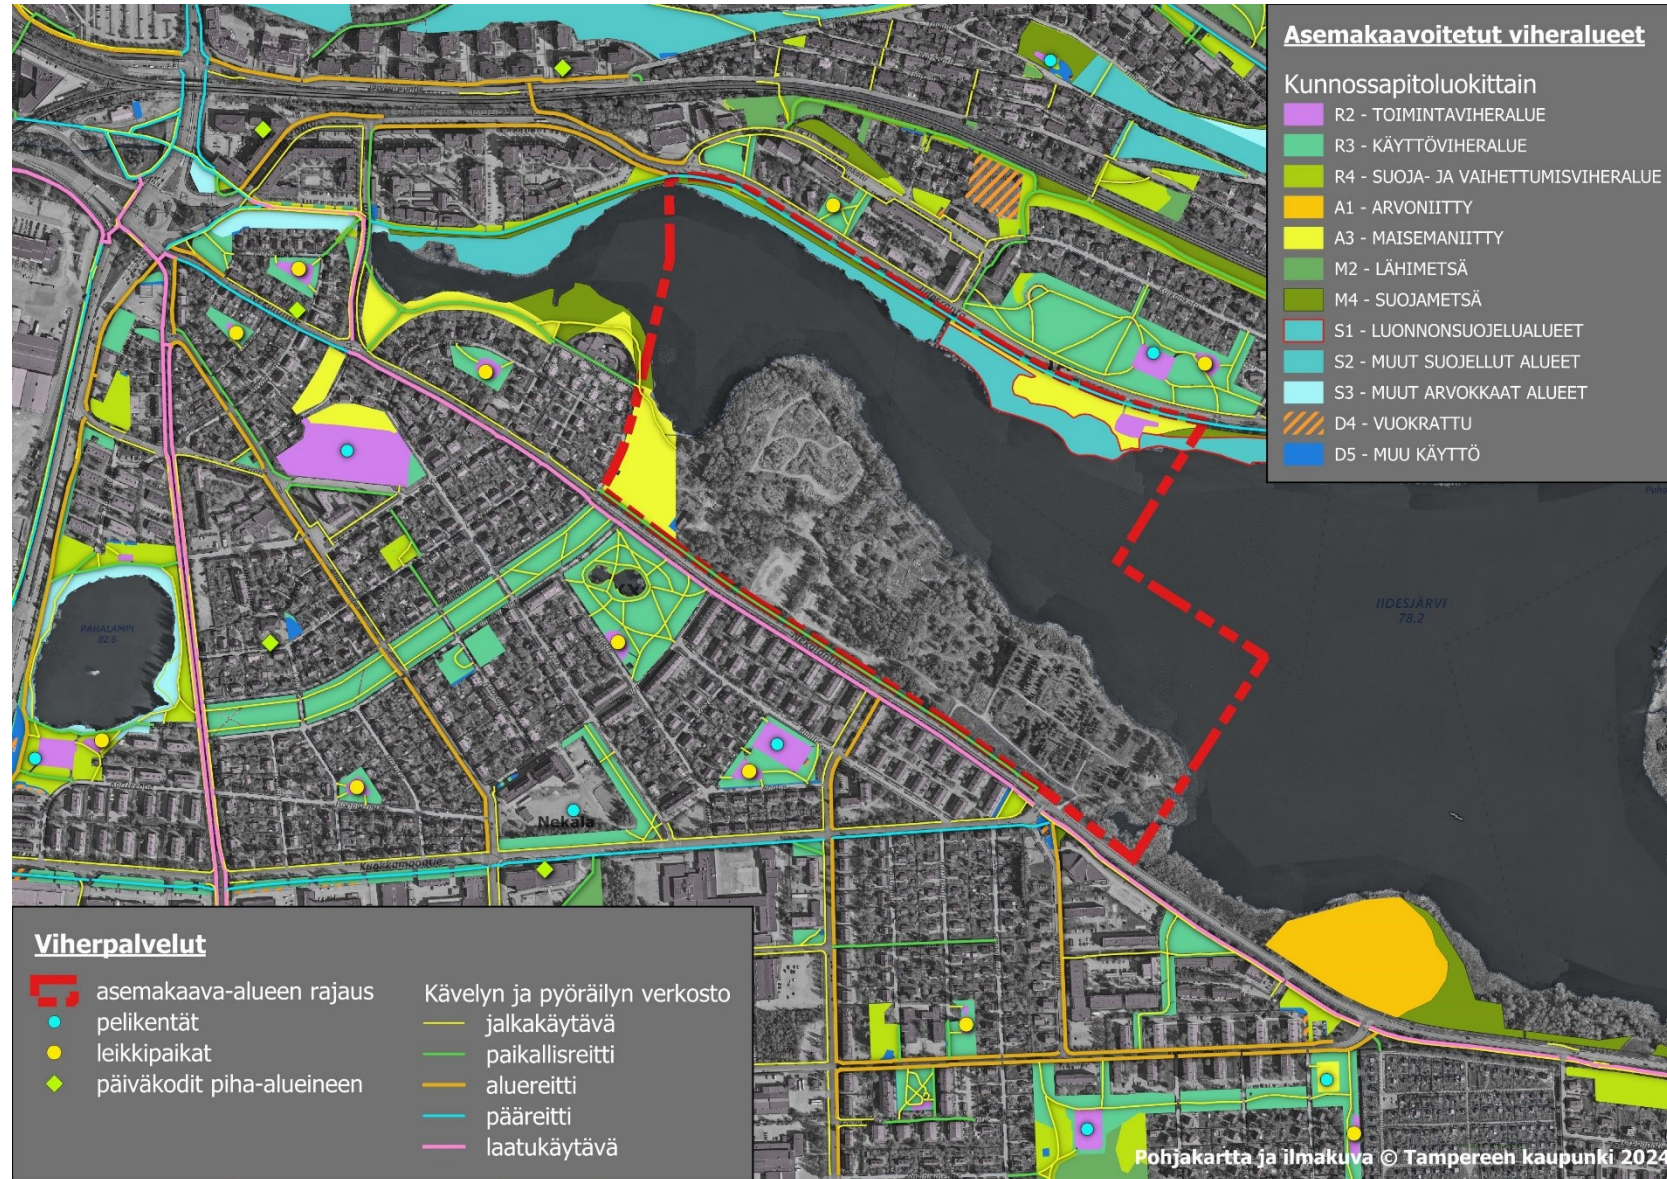 Asemakaavoitetut viheralueet
Kunnossapitoluokittain
R2 - TOIMINTAVIHERALUE
R3 - KÄYTTÖVIHERALUE
R4 - SUOJA- JA VAIHETTUMISVIHERALUE
A1 - ARVONIITTY
A3 - MAISEMANIITTY
M2 - LÄHIMETSÄ
M4 - SUOJAMETSÄ
S1 - LUONNONSUOJELUALUEET
S2 - MUUT SUOJELLUT ALUEET
S3 - MUUT ARVOKKAAT ALUEET
D4 - VUOKRATTU
D5 - MUU KÄYTTÖ
IIDESJÄRVI
78.2
PAHALAMPI
82.6
Nekala
Kuokkamaantie
Viherpalvelut
asemakaava-alueen rajaus
pelikentät
leikkipaikat
päiväkodit piha-alueineen
Kävelyn ja pyöräilyn verkosto
jalkakäytävä
paikallisreitti
aluereitti
pääreitti
laatukäytävä
Pohjakartta ja ilmakuva © Tampereen kaupunki 2024